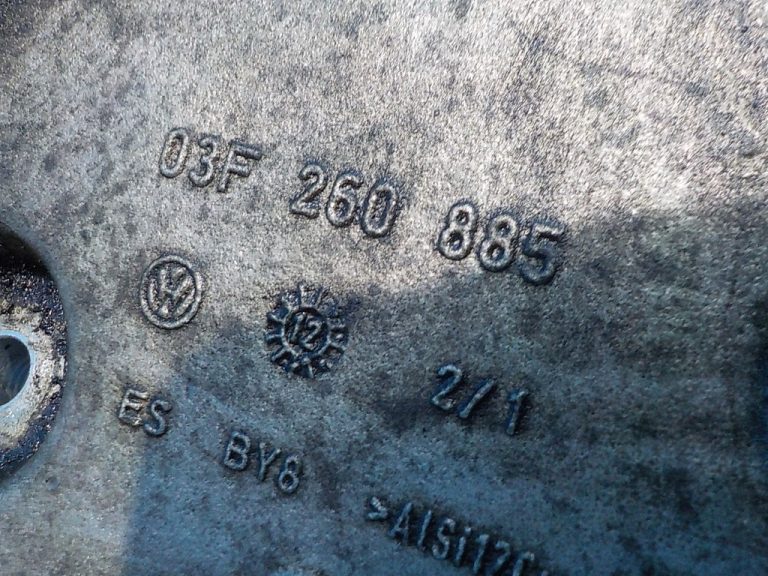 03F 260 885
12
2/1
ES BY8
>AlSi12C